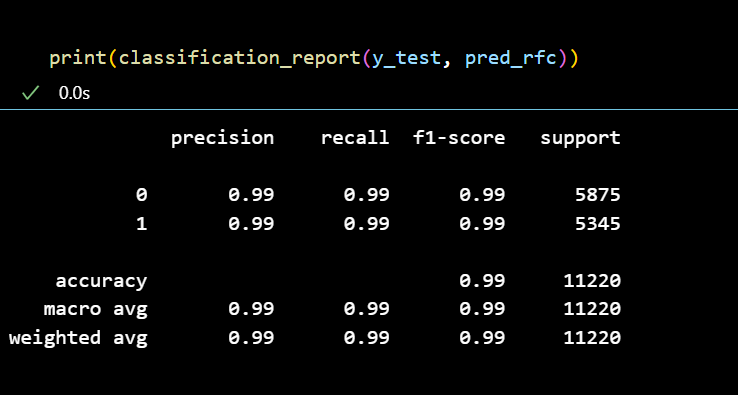 print(classification_report(y_test, pred_rfc))
0.0s
precision recall f1-score support
0 0.99 0.99 0.99 5875
1 0.99 0.99 0.99 5345
accuracy 0.99 11220
macro avg 0.99 0.99 0.99 11220
weighted avg 0.99 0.99 0.99 11220